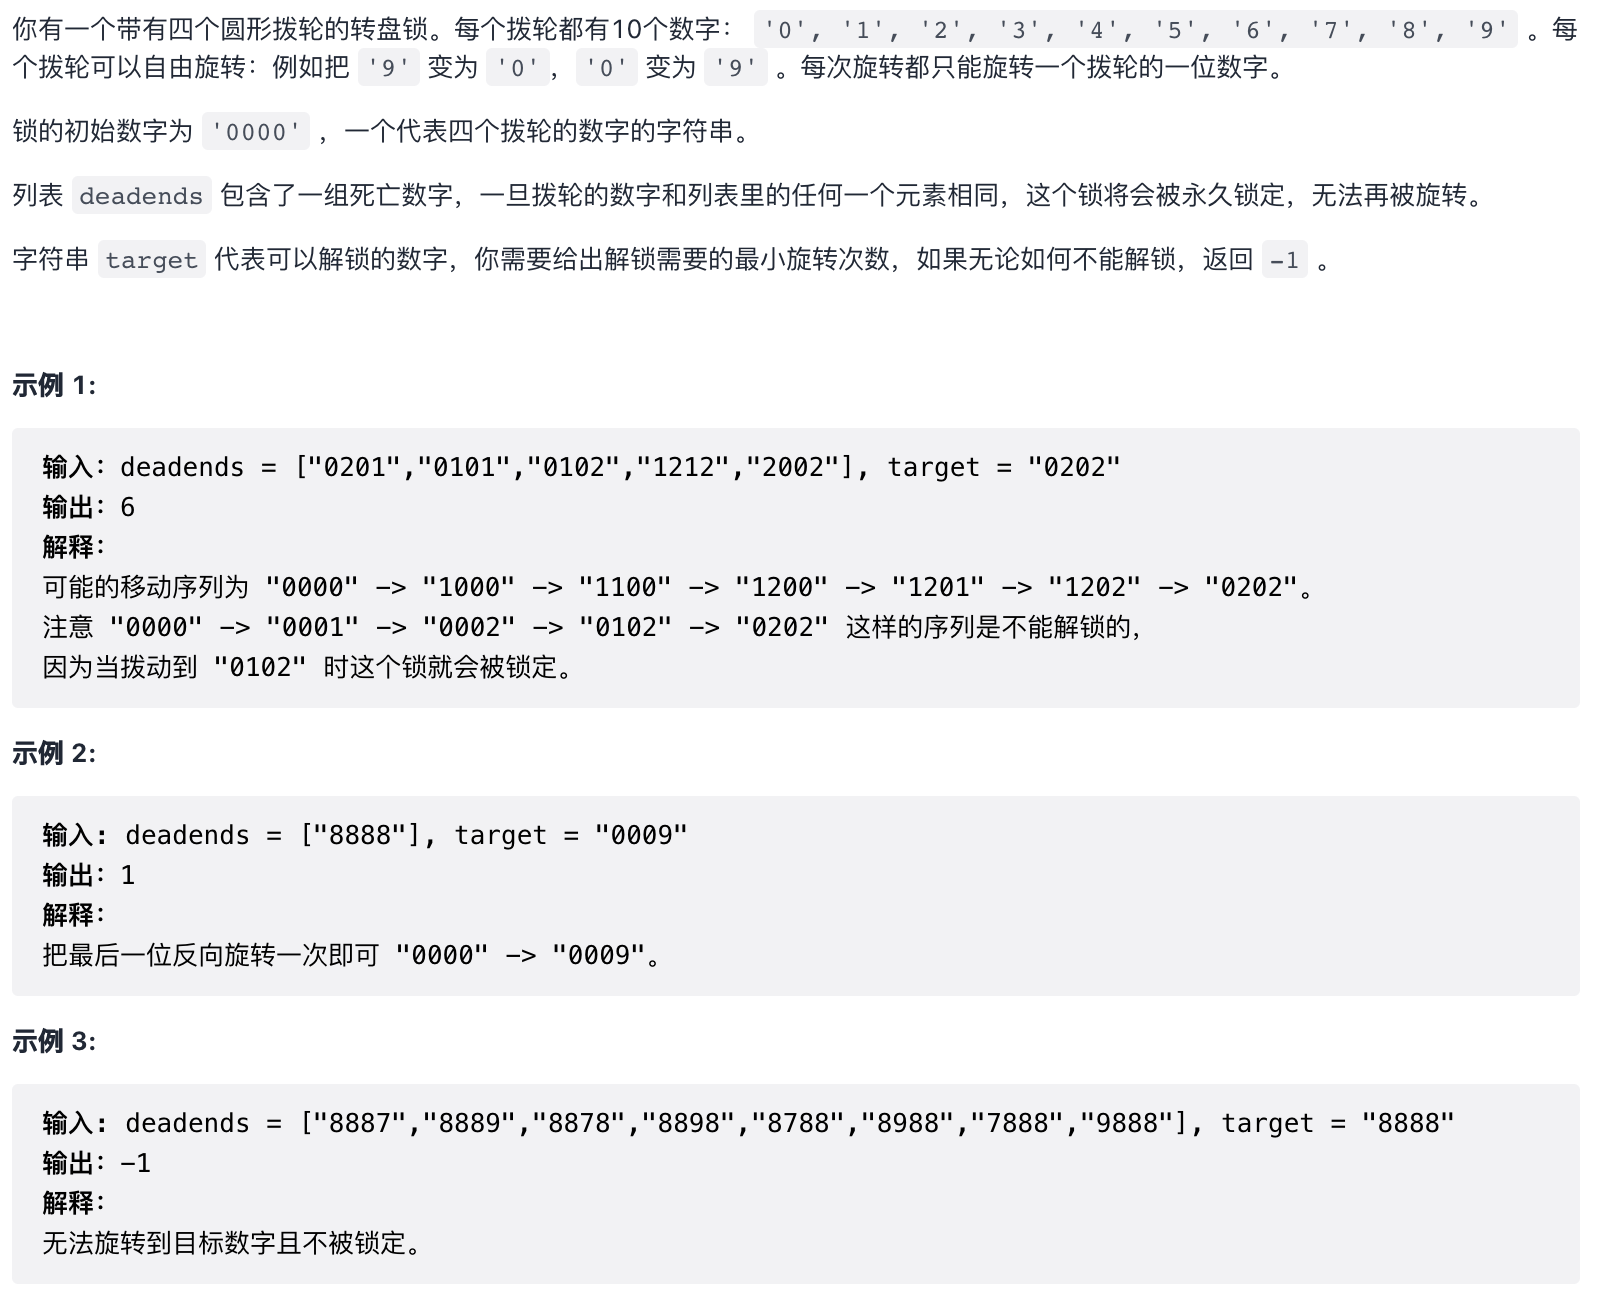 你有一个带有四个圆形拨轮的转盘锁。每个拨轮都有10个数字： '0', '1', '2', '3', '4', '5', '6', '7', '8', '9' 。每
个拨轮可以自由旋转：例如把 '9' 变为 '0'， '0' 变为 '9' 。每次旋转都只能旋转一个拨轮的一位数字。
锁的初始数字为 '0000' ，一个代表四个拨轮的数字的字符串。
列表 deadends 包含了一组死亡数字，一旦拨轮的数字和列表里的任何一个元素相同，这个锁将会被永久锁定，无法再被旋转。
字符串 target 代表可以解锁的数字，你需要给出解锁需要的最小旋转次数，如果无论如何不能解锁，返回 -1 。
示例 1:
输入：deadends = ["0201","0101","0102","1212","2002"], target = "0202"
输出：6
解释：
可能的移动序列为 "0000" -> "1000" -> "1100" -> "1200" -> "1201" -> "1202" -> "0202"。
注意 "0000" -> "0001" -> "0002" -> "0102" -> "0202" 这样的序列是不能解锁的，
因为当拨动到 "0102" 时这个锁就会被锁定。
示例 2:
输入: deadends = ["8888"], target = "0009"
输出：1
解释：
把最后一位反向旋转一次即可 "0000" -> "0009"。
示例 3:
输入: deadends = ["8887","8889","8878","8898","8788","8988","7888","9888"], target = "8888"
输出：-1
解释：
无法旋转到目标数字且不被锁定。